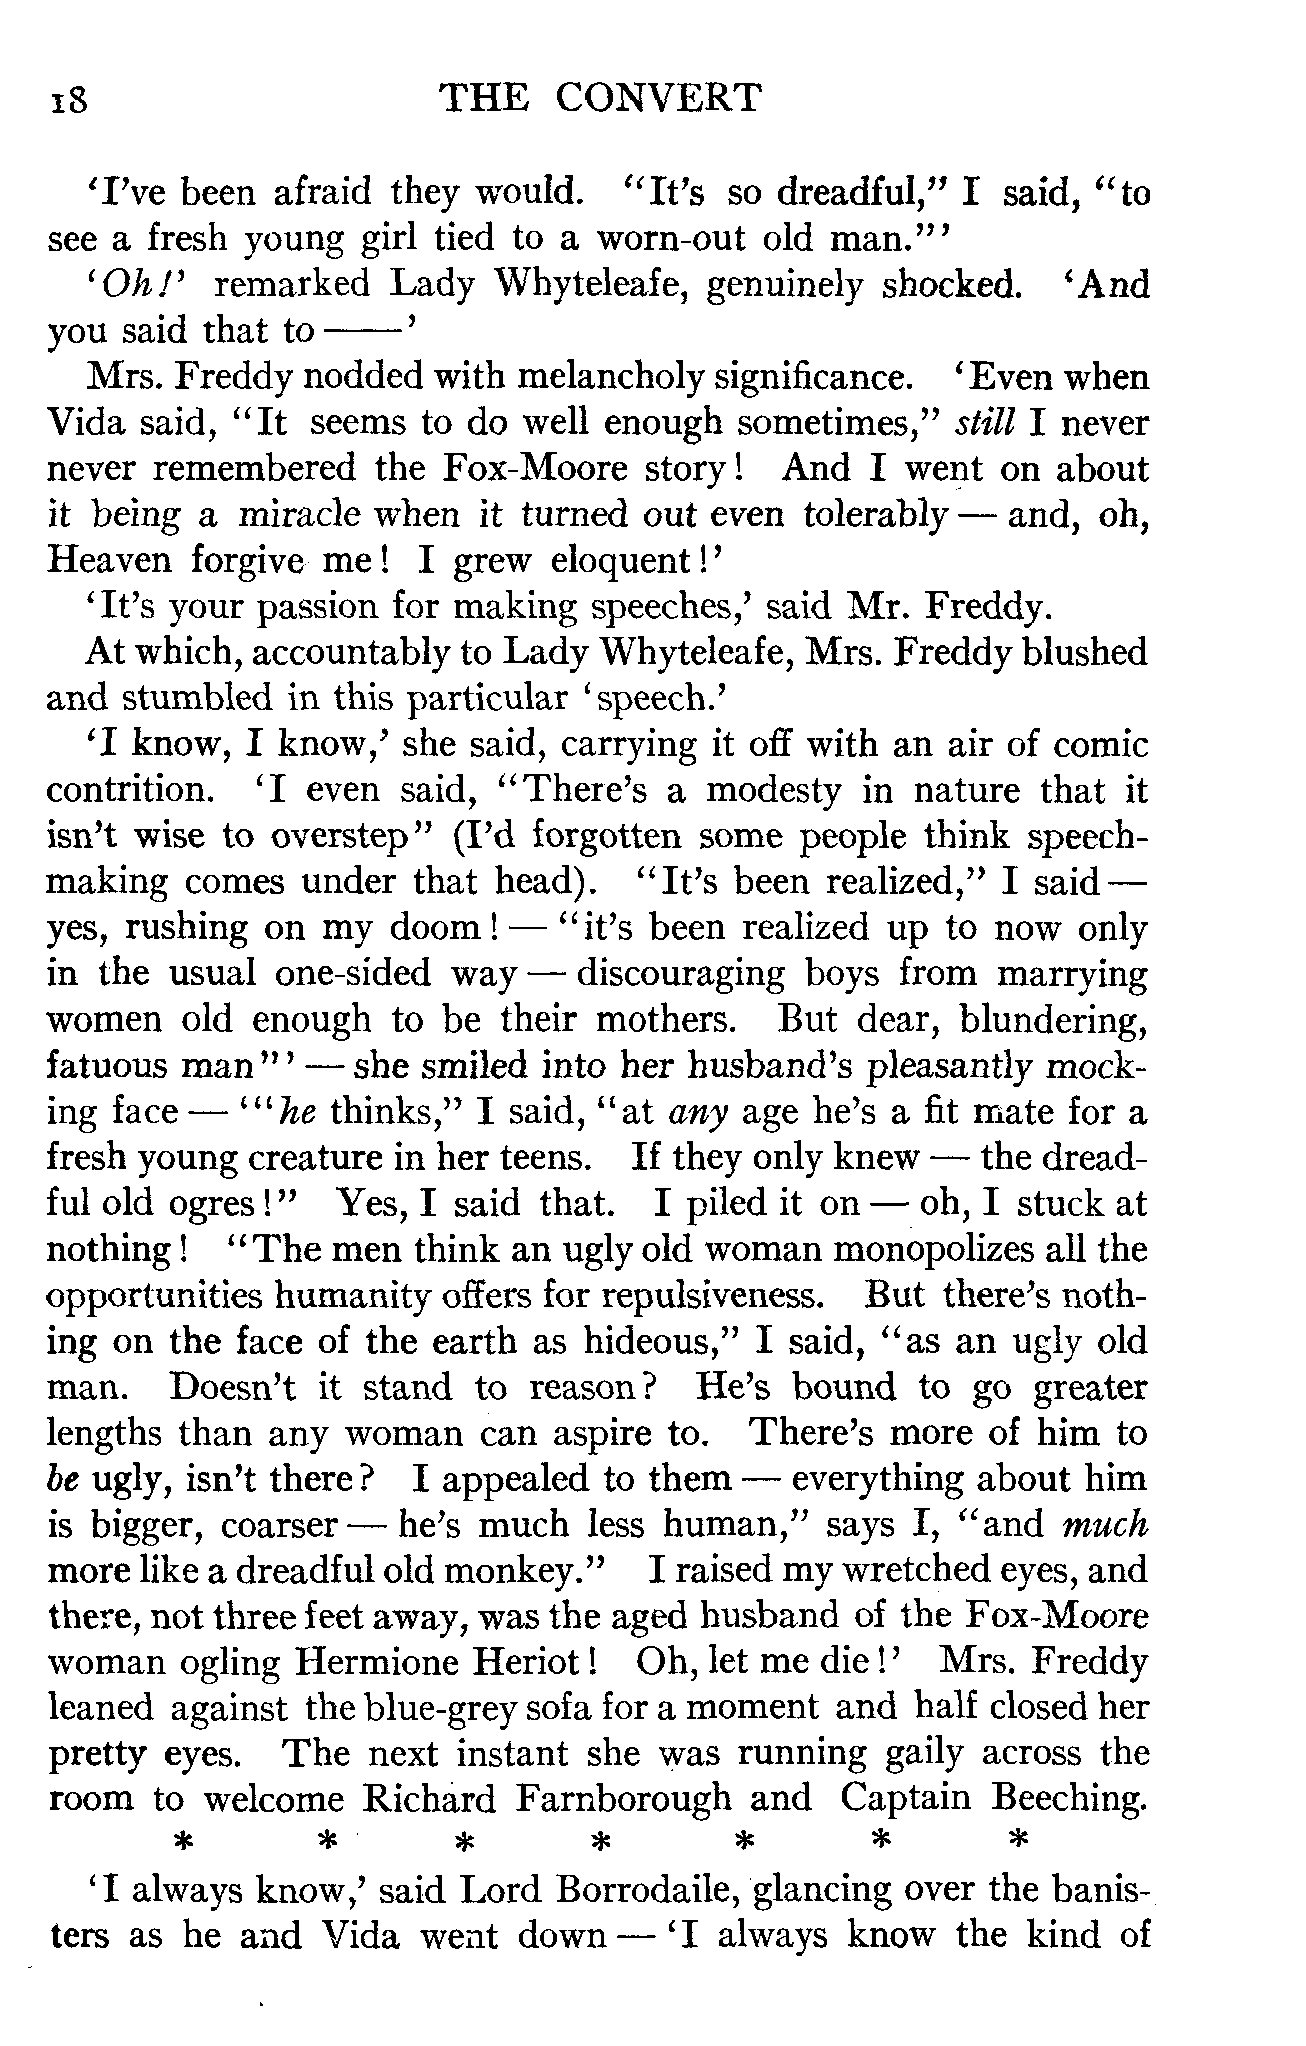 18 THE CONVERT
‘I’ve been afraid they would. “It’s so dreadful,” I said, “to
see a fresh young girl tied to a worn-out old man.”’
‘Oh!’ remarked Lady Whyteleafe, genuinely shocked. ‘And
you said that to ——’
Mrs. Freddy nodded with melancholy significance. ‘Even when
Vida said, “It seems to do well enough sometimes,” still I never
never remembered the Fox-Moore story! And I went on about
it being a miracle when it turned out even tolerably — and, oh,
Heaven forgive me! I grew eloquent!’
‘It’s your passion for making speeches,’ said Mr. Freddy.
At which, accountably to Lady Whyteleafe, Mrs. Freddy blushed
and stumbled in this particular ‘speech.’
‘I know, I know,’ she said, carrying it off with an air of comic
contrition. ‘I even said, “There’s a modesty in nature that it
isn’t wise to overstep” (I’d forgotten some people think speech-
making comes under that head). “It’s been realized,” I said —
yes, rushing on my doom! — “it’s been realized up to now only
in the usual one-sided way — discouraging boys from marrying
women old enough to be their mothers. But dear, blundering,
fatuous man”’ — she smiled into her husband’s pleasantly mock-
ing face — ‘“he thinks,” I said, “at any age he’s a fit mate for a
fresh young creature in her teens. If they only knew — the dread-
ful old ogres!” Yes, I said that. I piled it on — oh, I stuck at
nothing! “The men think an ugly old woman monopolizes all the
opportunities humanity offers for repulsiveness. But there’s noth-
ing on the face of the earth as hideous,” I said, “as an ugly old
man. Doesn’t it stand to reason? He’s bound to go greater
lengths than any woman can aspire to. There’s more of him to
be ugly, isn’t there? I appealed to them — everything about him
is bigger, coarser — he’s much less human,” says I, “and much
more like a dreadful old monkey.” I raised my wretched eyes, and
there, not three feet away, was the aged husband of the Fox-Moore
woman ogling Hermione Heriot! Oh, let me die!’ Mrs. Freddy
leaned against the blue-grey sofa for a moment and half closed her
pretty eyes. The next instant she was running gaily across the
room to welcome Richard Farnborough and Captain Beeching.
* * * * * * *
‘I always know,’ said Lord Borrodaile, glancing over the banis-
ters as he and Vida went down — ‘I always know the kind of